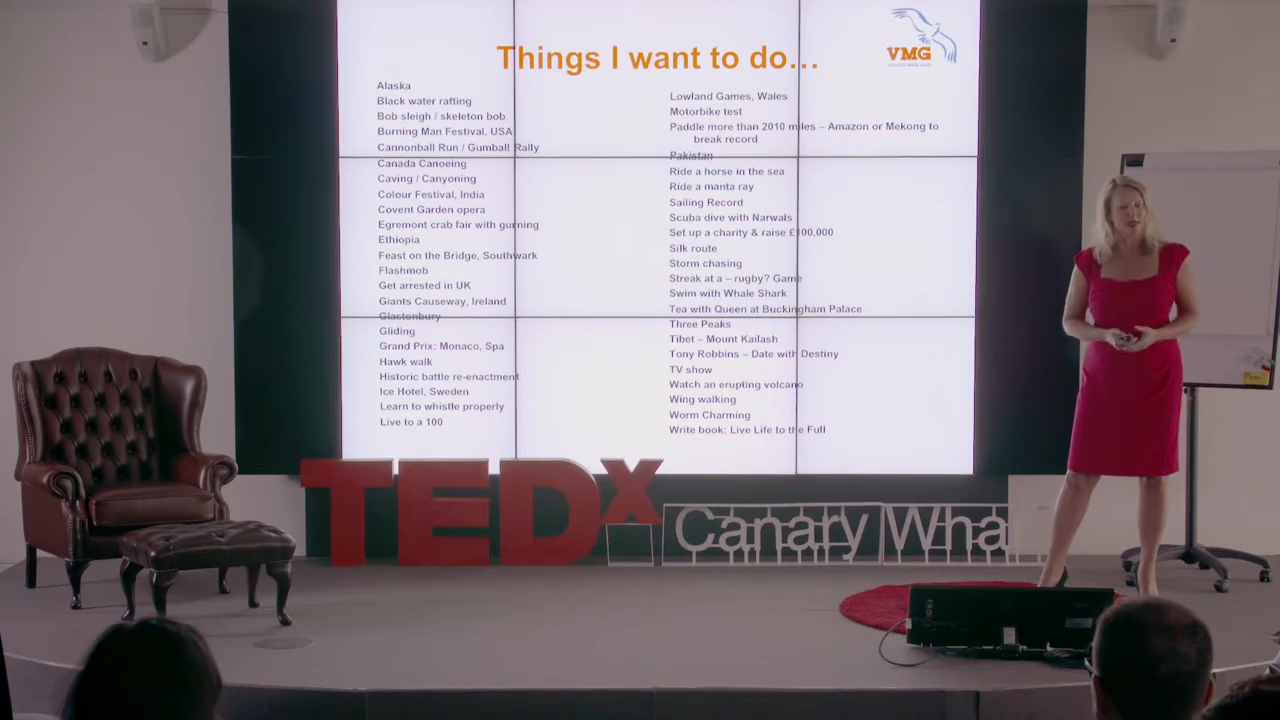 Things I want to do...
VMG
Alaska
Black water rafting
Bob sleigh / skeleton bob
Burning Man Festival, USA
Cannonball Run / Gumball Rally
Canada Canoeing
Caving / Canyoning
Colour Festival, India
Covent Garden opera
Egremont crab fair with gurning
Ethiopia
Feast on the Bridge, Southwark
Flashmob
Get arrested in UK
Giants Causeway, Ireland
Glastonbury
Gliding
Grand Prix: Monaco, Spa
Hawk walk
Historic battle re-enactment
Ice Hotel, Sweden
Learn to whistle properly
Live to a 100
Lowland Games, Wales
Motorbike test
Paddle more than 2010 miles – Amazon or Mekong to
break record
Pakistan
Ride a horse in the sea
Ride a manta ray
Sailing Record
Scuba dive with Narwals
Set up a charity & raise £100,000
Silk route
Storm chasing
Streak at a – rugby? Game
Swim with Whale Shark
Tea with Queen at Buckingham Palace
Three Peaks
Tibet – Mount Kailash
Tony Robbins – Date with Destiny
TV show
Watch an erupting volcano
Wing walking
Worm Charming
Write book: Live Life to the Full
TEDx Canary Wha